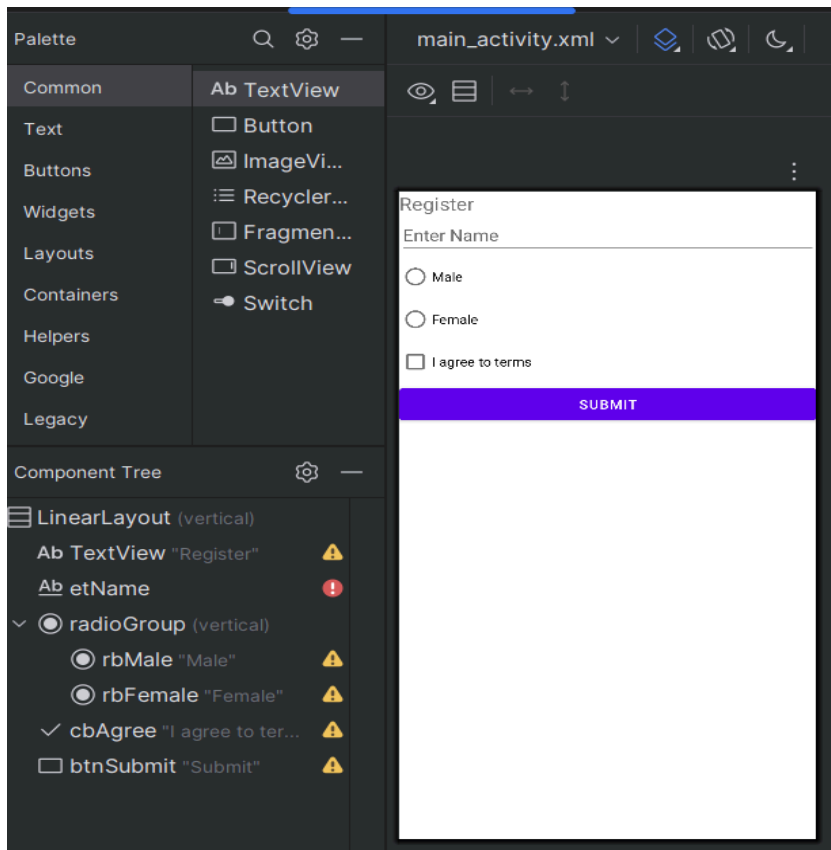 Palette
Common
Text
Buttons
Widgets
Layouts
Containers
Helpers
Google
Legacy
Ab TextView
Button
ImageVi...
Recycler...
Fragmen...
ScrollView
Switch
Component Tree
LinearLayout (vertical)
Ab TextView "Register"
Ab etName
radioGroup (vertical)
rbMale "Male"
rbFemale "Female"
cbAgree "I agree to ter...
btnSubmit "Submit"
main_activity.xml
Register
Enter Name
Male
Female
I agree to terms
SUBMIT